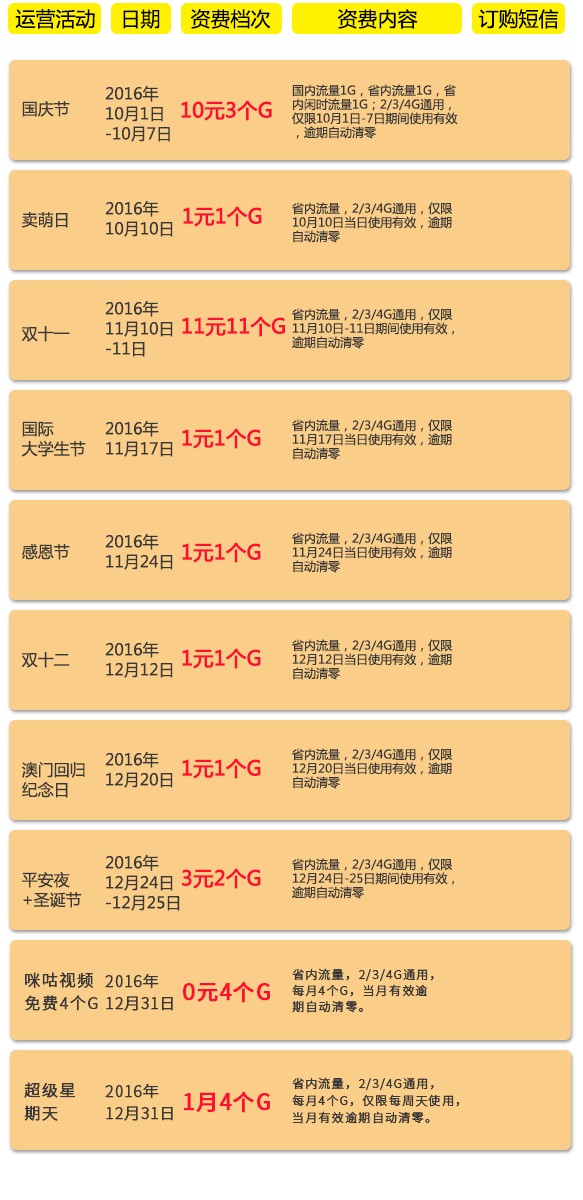 运营活动 日期 资费档次 资费内容 订购短信
国庆节
2016年
10月1日
-10月7日
10元3个G
国内流量1G，省内流量1G，省
内闲时流量1G；2/3/4G通用，
仅限10月1日-7日期间使用有效
，逾期自动清零
卖萌日
2016年
10月10日
1元1个G
省内流量，2/3/4G通用，仅限
10月10日当日使用有效，逾期
自动清零
双十一
2016年
11月10日
-11日
11元11个G
省内流量，2/3/4G通用，仅限
11月10日-11日期间使用有效，
逾期自动清零
国际
大学生节
2016年
11月17日
1元1个G
省内流量，2/3/4G通用，仅限
11月17日当日使用有效，逾期
自动清零
感恩节
2016年
11月24日
1元1个G
省内流量，2/3/4G通用，仅限
11月24日当日使用有效，逾期
自动清零
双十二
2016年
12月12日
1元1个G
省内流量，2/3/4G通用，仅限
12月12日当日使用有效，逾期
自动清零
澳门回归
纪念日
2016年
12月20日
1元1个G
省内流量，2/3/4G通用，仅限
12月20日当日使用有效，逾期
自动清零
平安夜
+圣诞节
2016年
12月24日
-12月25日
3元2个G
省内流量，2/3/4G通用，仅限
12月24日-25日期间使用有效，
逾期自动清零
咪咕视频
免费4个G
2016年
12月31日
0元4个G
省内流量，2/3/4G通用，
每月4个G，当月有效逾
期自动清零。
超级星
期天
2016年
12月31日
1月4个G
省内流量，2/3/4G通用，
每月4个G，仅限每周天使用，
当月有效逾期自动清零。